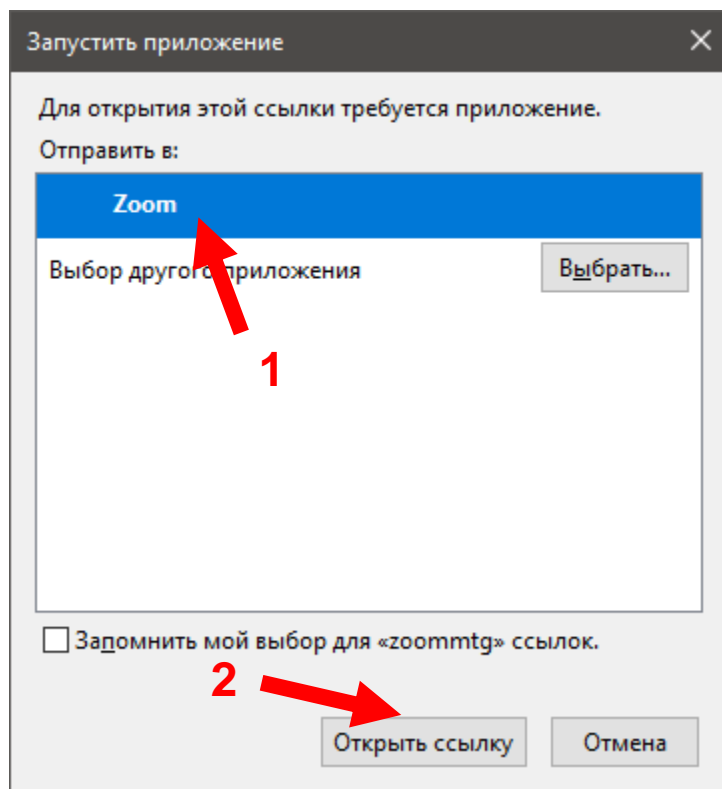 Запустить приложение
Для открытия этой ссылки требуется приложение.
Отправить в:
Zoom
Выбор другого приложения
Выбрать...
1
Запомнить мой выбор для «zoommtg» ссылок.
2
Открыть ссылку
Отмена